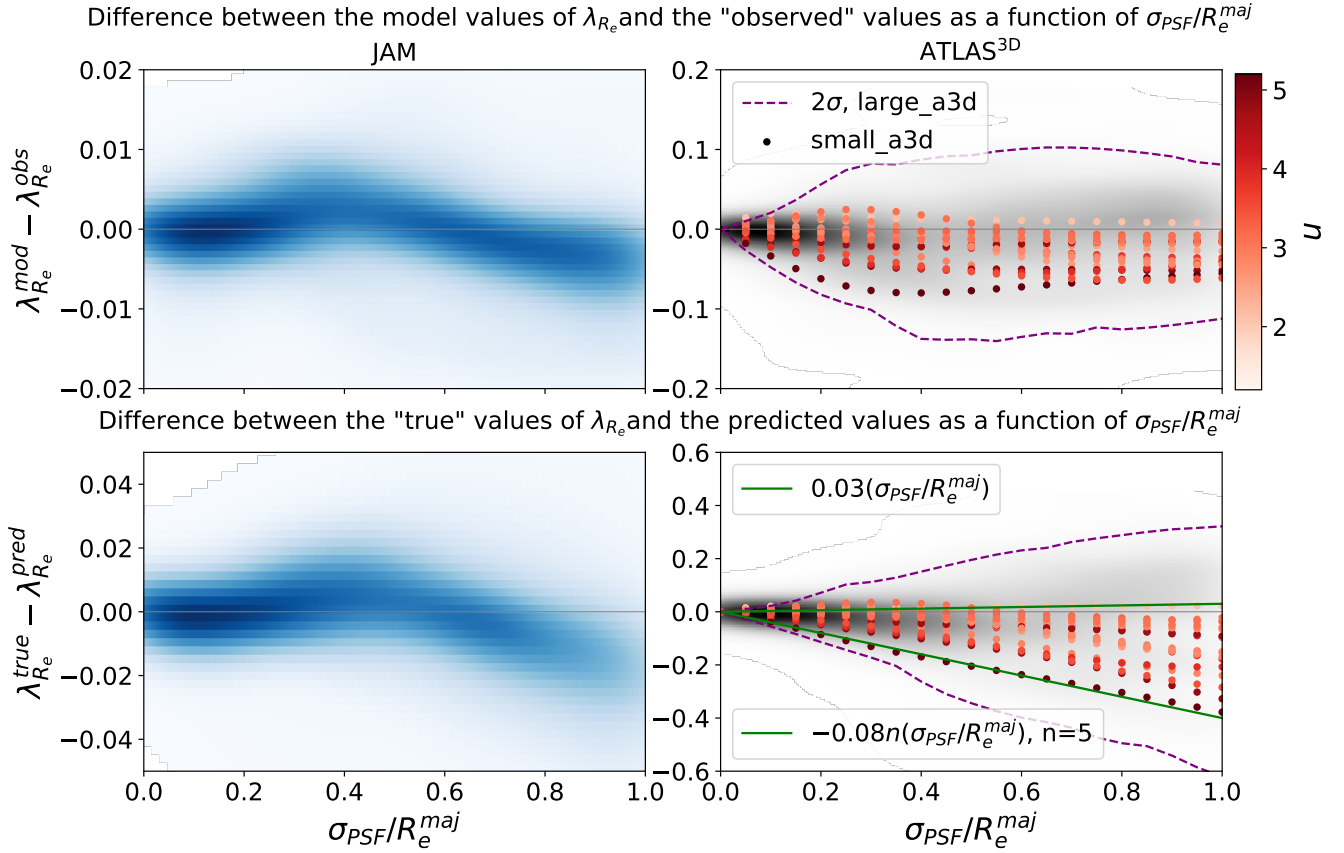 Difference between the model values of λ_{R_e} and the "observed" values as a function of σ_{PSF}/R_e^{maj}
JAM
ATLAS^{3D}
0.02
0.01
0.00
−0.01
−0.02
λ_{R_e}^{mod} − λ_{R_e}^{obs}
0.2
0.1
0.0
−0.1
−0.2
2σ, large_a3d
small_a3d
5
4
3
2
n
Difference between the "true" values of λ_{R_e} and the predicted values as a function of σ_{PSF}/R_e^{maj}
0.04
0.02
0.00
−0.02
−0.04
λ_{R_e}^{true} − λ_{R_e}^{pred}
0.0 0.2 0.4 0.6 0.8 1.0
σ_{PSF}/R_e^{maj}
0.6
0.4
0.2
0.0
−0.2
−0.4
−0.6
0.03(σ_{PSF}/R_e^{maj})
−0.08n(σ_{PSF}/R_e^{maj}), n=5
0.0 0.2 0.4 0.6 0.8 1.0
σ_{PSF}/R_e^{maj}